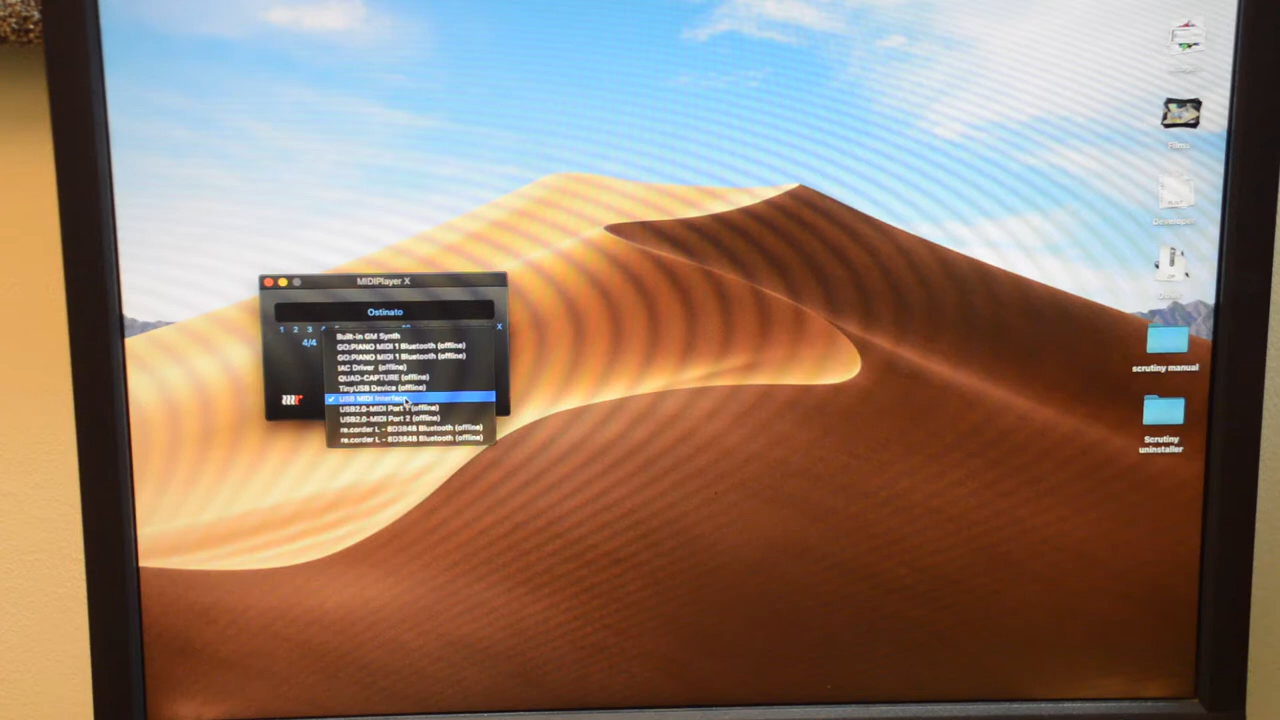 MIDIPlayer X
Ostinato
1 2 3
X
4/4
Built-in GM Synth
GO:PIANO MIDI 1 Bluetooth (offline)
GO:PIANO MIDI 1 Bluetooth (offline)
IAC Driver (offline)
QUAD-CAPTURE (offline)
TinyUSB Device (offline)
✓ USB MIDI Interface
USB2.0-MIDI Port 1 (offline)
USB2.0-MIDI Port 2 (offline)
re.corder L - 8D3848 Bluetooth (offline)
re.corder L - 8D3848 Bluetooth (offline)
Films
Developer
scrutiny manual
Scrutiny
uninstaller